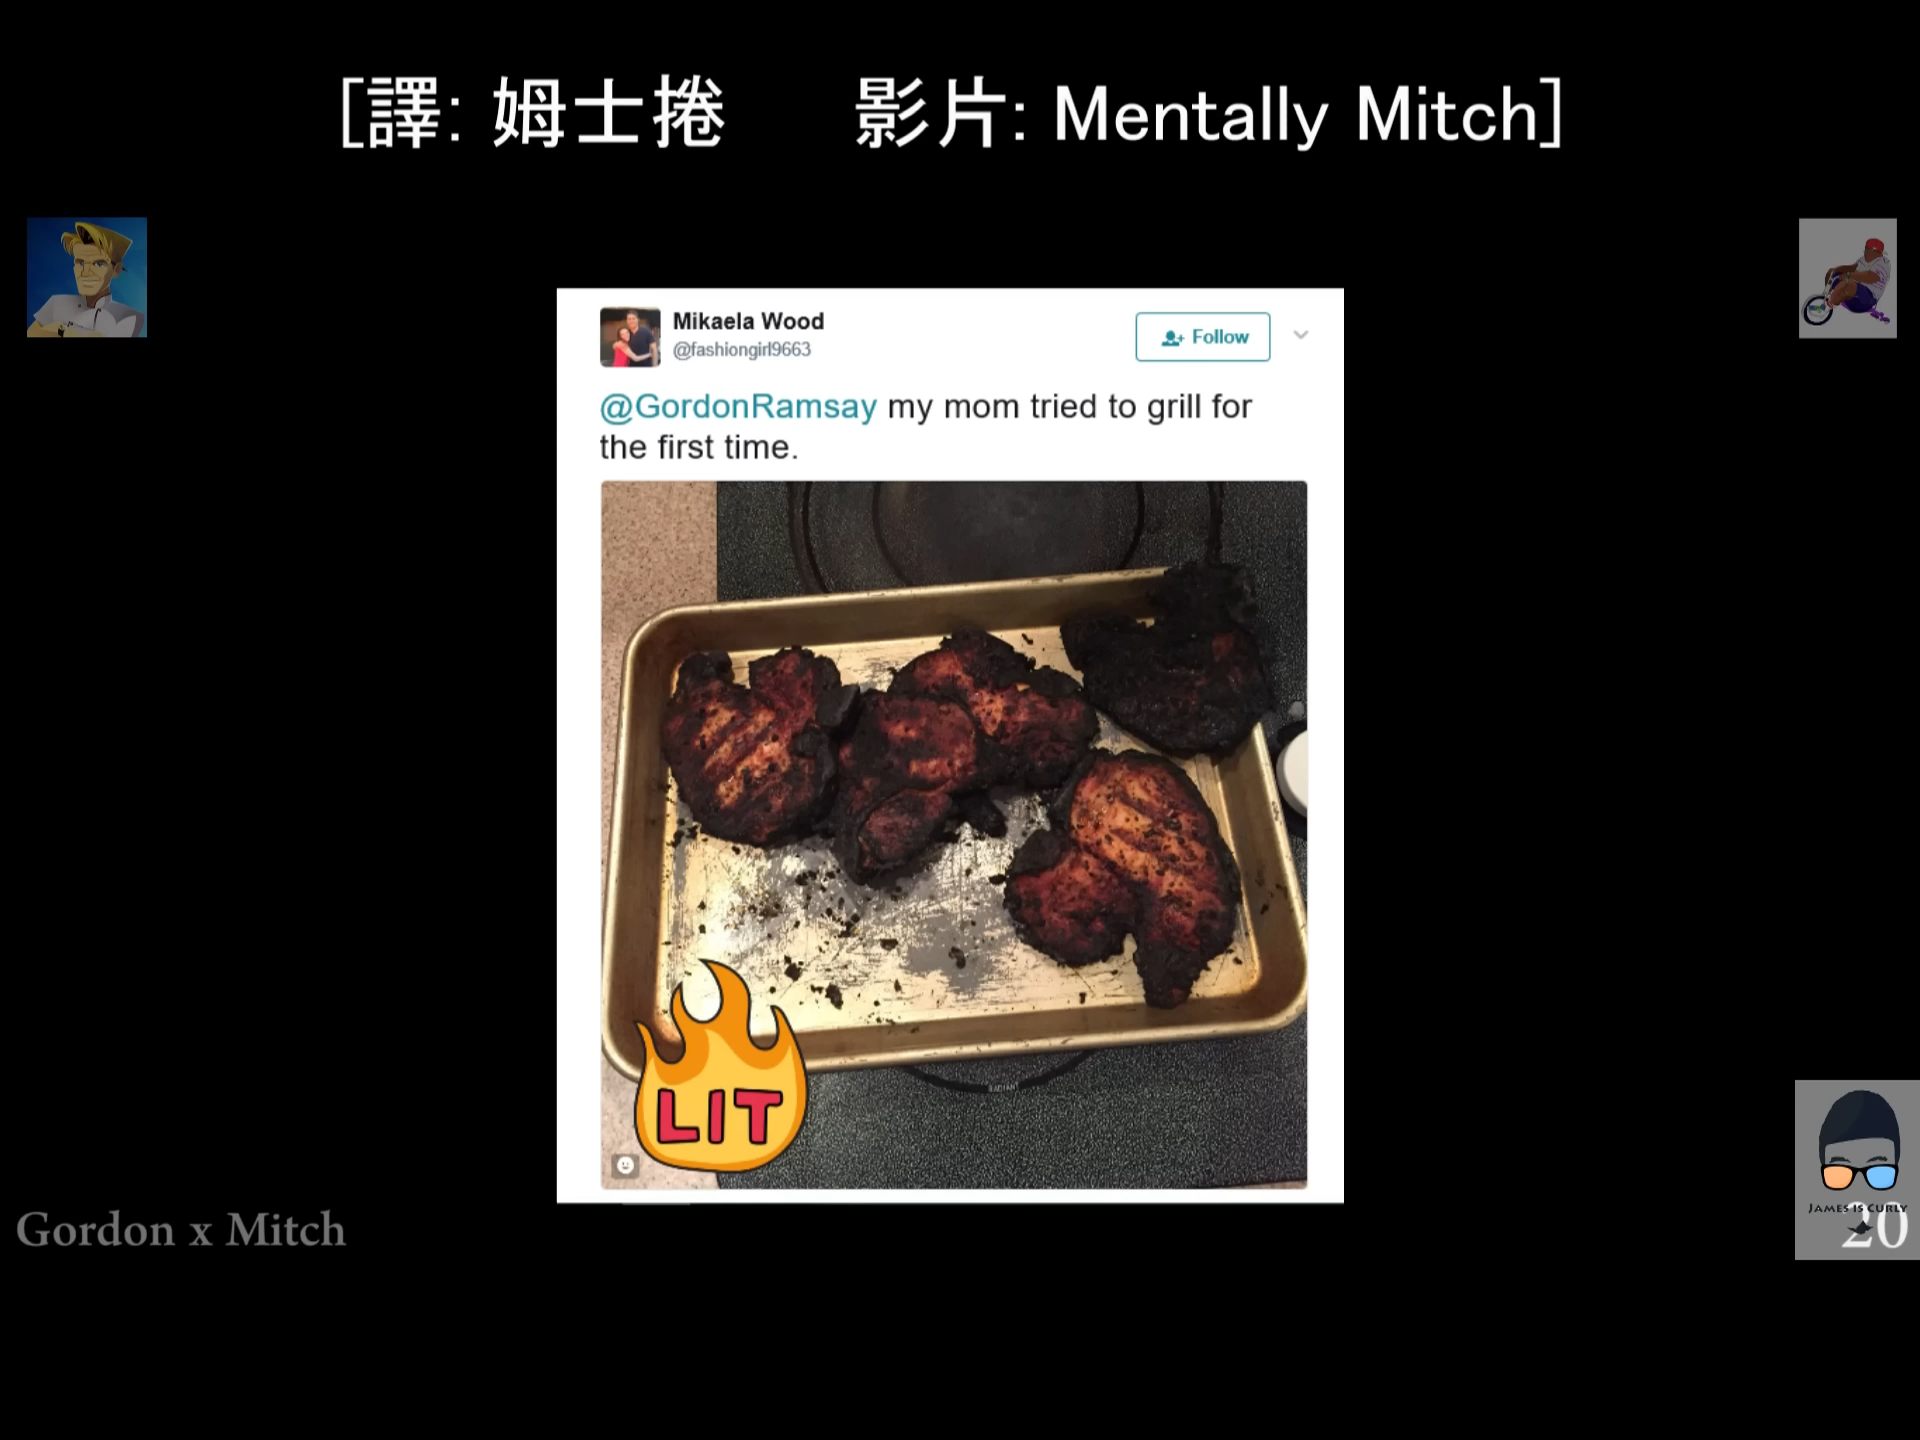 [譯: 姆士捲 影片: Mentally Mitch]
Mikaela Wood
@fashiongirl9663
Follow
@GordonRamsay my mom tried to grill for
the first time.
LIT
Gordon x Mitch
JAMES IS CURLY
20